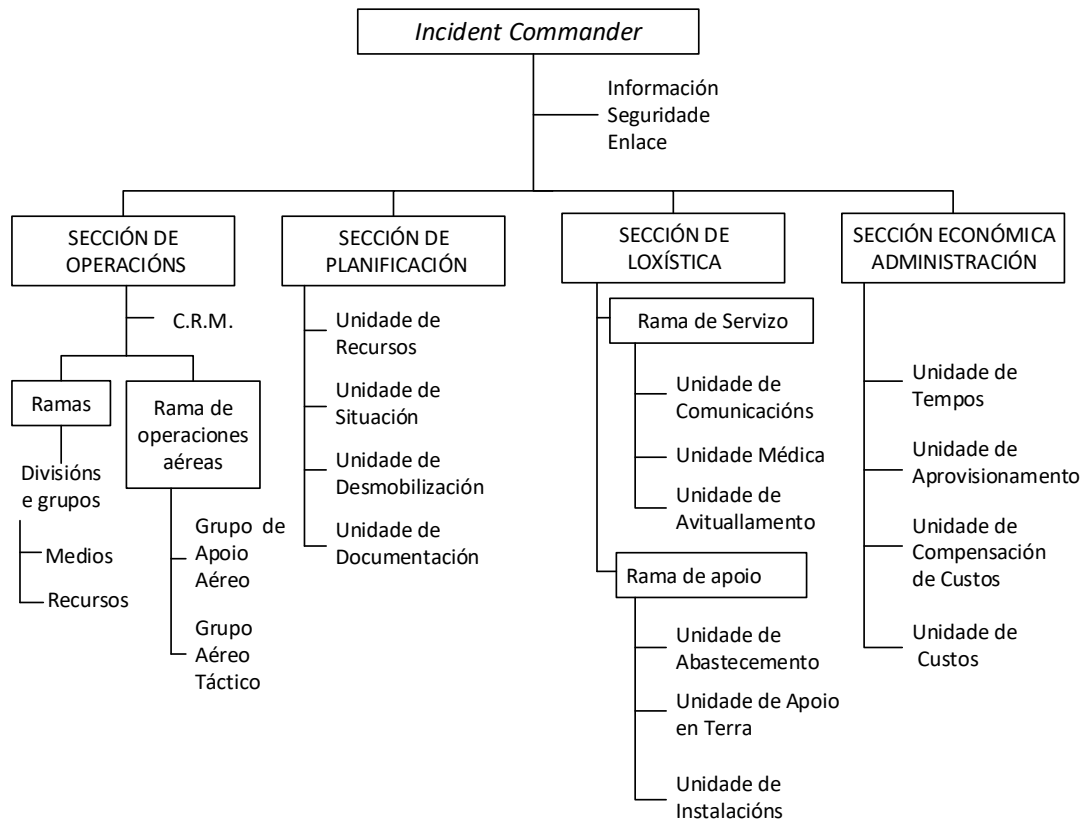 Incident Commander
Información
Seguridade
Enlace
SECCIÓN DE
OPERACIÓNS
C.R.M.
Ramas
Divisións
e grupos
Medios
Recursos
Rama de
operaciones
aéreas
Grupo de
Apoio
Aéreo
Grupo
Aéreo
Táctico
SECCIÓN DE
PLANIFICACIÓN
Unidade de
Recursos
Unidade de
Situación
Unidade de
Desmobilización
Unidade de
Documentación
SECCIÓN DE
LOXÍSTICA
Rama de Servizo
Unidade de
Comunicacións
Unidade Médica
Unidade de
Avituallamento
Rama de apoio
Unidade de
Abastecemento
Unidade de Apoio
en Terra
Unidade de
Instalacións
SECCIÓN ECONÓMICA
ADMINISTRACIÓN
Unidade de
Tempos
Unidade de
Aprovisionamento
Unidade de
Compensación
de Custos
Unidade de
Custos